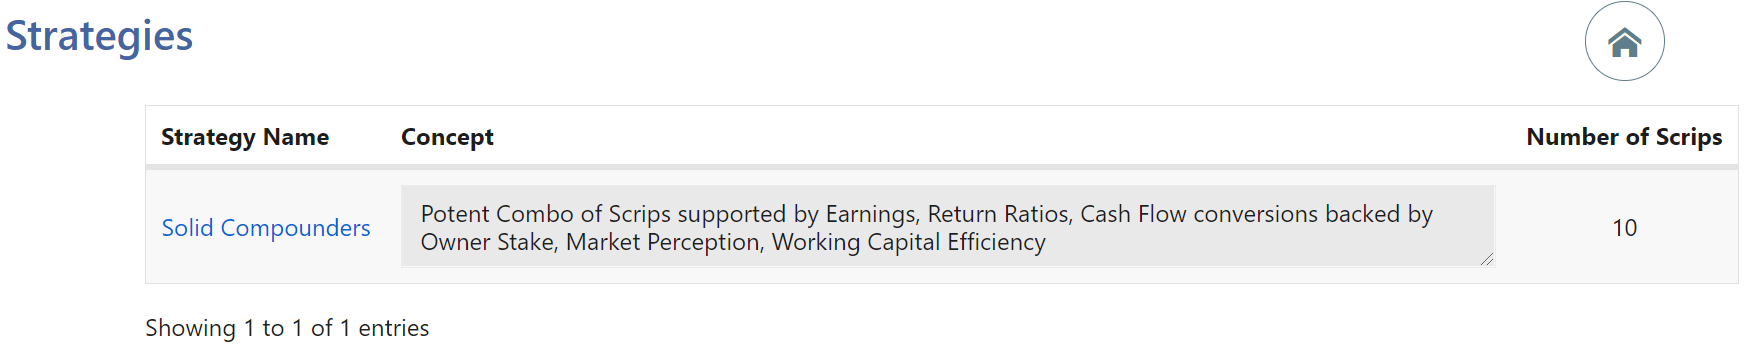 Strategies
Strategy Name Concept Number of Scrips
Solid Compounders Potent Combo of Scrips supported by Earnings, Return Ratios, Cash Flow conversions backed by 10
Owner Stake, Market Perception, Working Capital Efficiency
Showing 1 to 1 of 1 entries